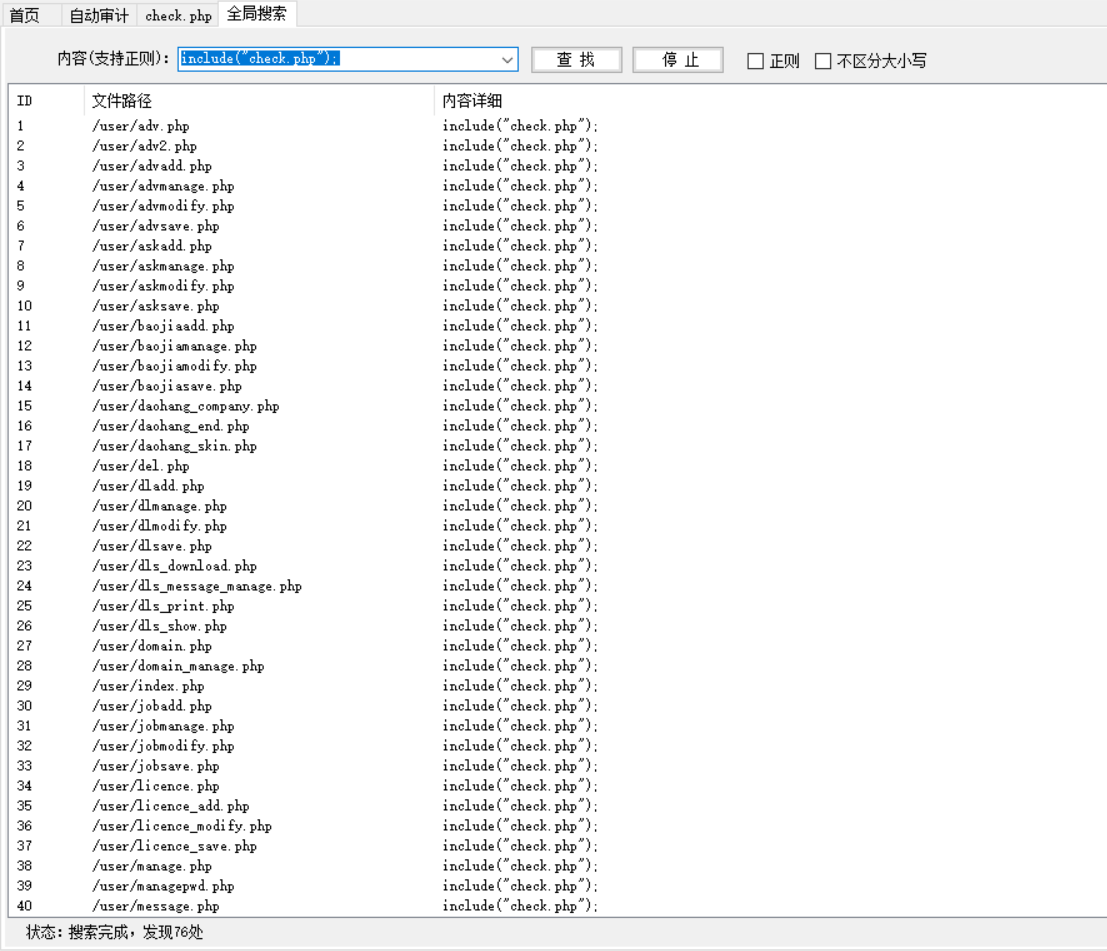 首页 自动审计 check.php 全局搜索
内容(支持正则): include("check.php"); 查 找 停 止 正则 不区分大小写
ID 文件路径 内容详细
1 /user/adv.php include("check.php");
2 /user/adv2.php include("check.php");
3 /user/advadd.php include("check.php");
4 /user/advmanage.php include("check.php");
5 /user/advmodify.php include("check.php");
6 /user/advsave.php include("check.php");
7 /user/askadd.php include("check.php");
8 /user/askmanage.php include("check.php");
9 /user/askmodify.php include("check.php");
10 /user/asksave.php include("check.php");
11 /user/baojiaadd.php include("check.php");
12 /user/baojiamanage.php include("check.php");
13 /user/baojiamodify.php include("check.php");
14 /user/baojiasave.php include("check.php");
15 /user/daohang_company.php include("check.php");
16 /user/daohang_end.php include("check.php");
17 /user/daohang_skin.php include("check.php");
18 /user/del.php include("check.php");
19 /user/dladd.php include("check.php");
20 /user/dlmanage.php include("check.php");
21 /user/dlmodify.php include("check.php");
22 /user/dlsave.php include("check.php");
23 /user/dls_download.php include("check.php");
24 /user/dls_message_manage.php include("check.php");
25 /user/dls_print.php include("check.php");
26 /user/dls_show.php include("check.php");
27 /user/domain.php include("check.php");
28 /user/domain_manage.php include("check.php");
29 /user/index.php include("check.php");
30 /user/jobadd.php include("check.php");
31 /user/jobmanage.php include("check.php");
32 /user/jobmodify.php include("check.php");
33 /user/jobsave.php include("check.php");
34 /user/licence.php include("check.php");
35 /user/licence_add.php include("check.php");
36 /user/licence_modify.php include("check.php");
37 /user/licence_save.php include("check.php");
38 /user/manage.php include("check.php");
39 /user/managepwd.php include("check.php");
40 /user/message.php include("check.php");
状态: 搜索完成，发现76处